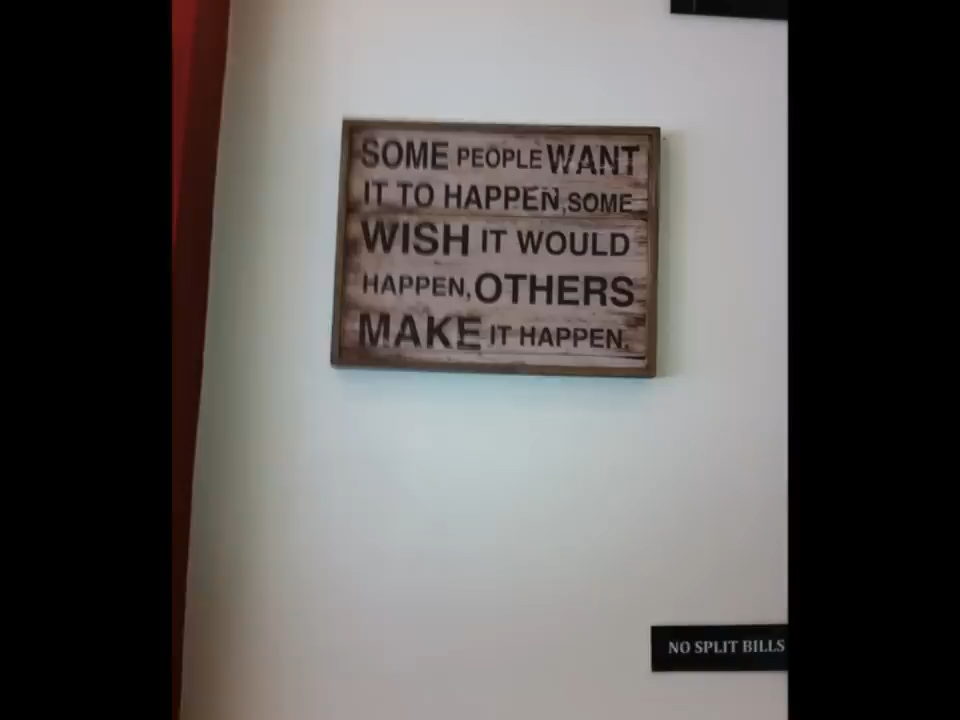 SOME PEOPLE WANT
IT TO HAPPEN, SOME
WISH IT WOULD
HAPPEN, OTHERS
MAKE IT HAPPEN.
NO SPLIT BILLS